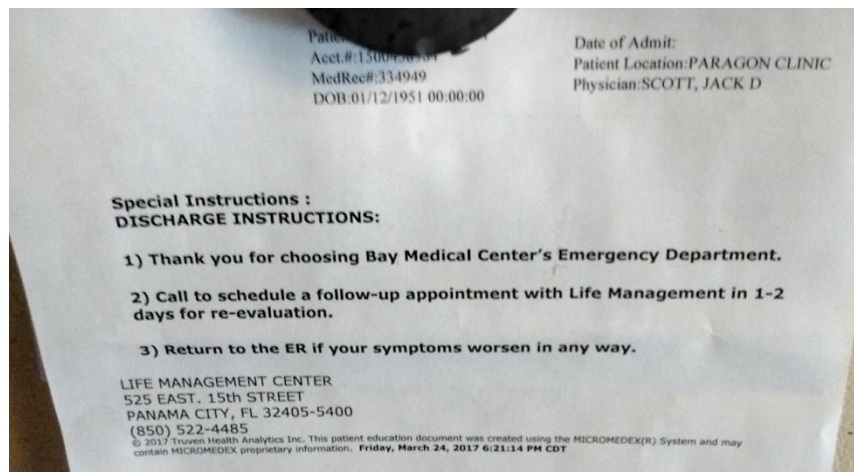 Acct.#:
MedRec#:334949
DOB:01/12/1951 00:00:00
Date of Admit:
Patient Location:PARAGON CLINIC
Physician:SCOTT, JACK D
Special Instructions :
DISCHARGE INSTRUCTIONS:
1) Thank you for choosing Bay Medical Center's Emergency Department.
2) Call to schedule a follow-up appointment with Life Management in 1-2
days for re-evaluation.
3) Return to the ER if your symptoms worsen in any way.
LIFE MANAGEMENT CENTER
525 EAST. 15th STREET
PANAMA CITY, FL 32405-5400
(850) 522-4485
© 2017 Truven Health Analytics Inc. This patient education document was created using the MICROMEDEX(R) System and may
contain MICROMEDEX proprietary information. Friday, March 24, 2017 6:21:14 PM CDT